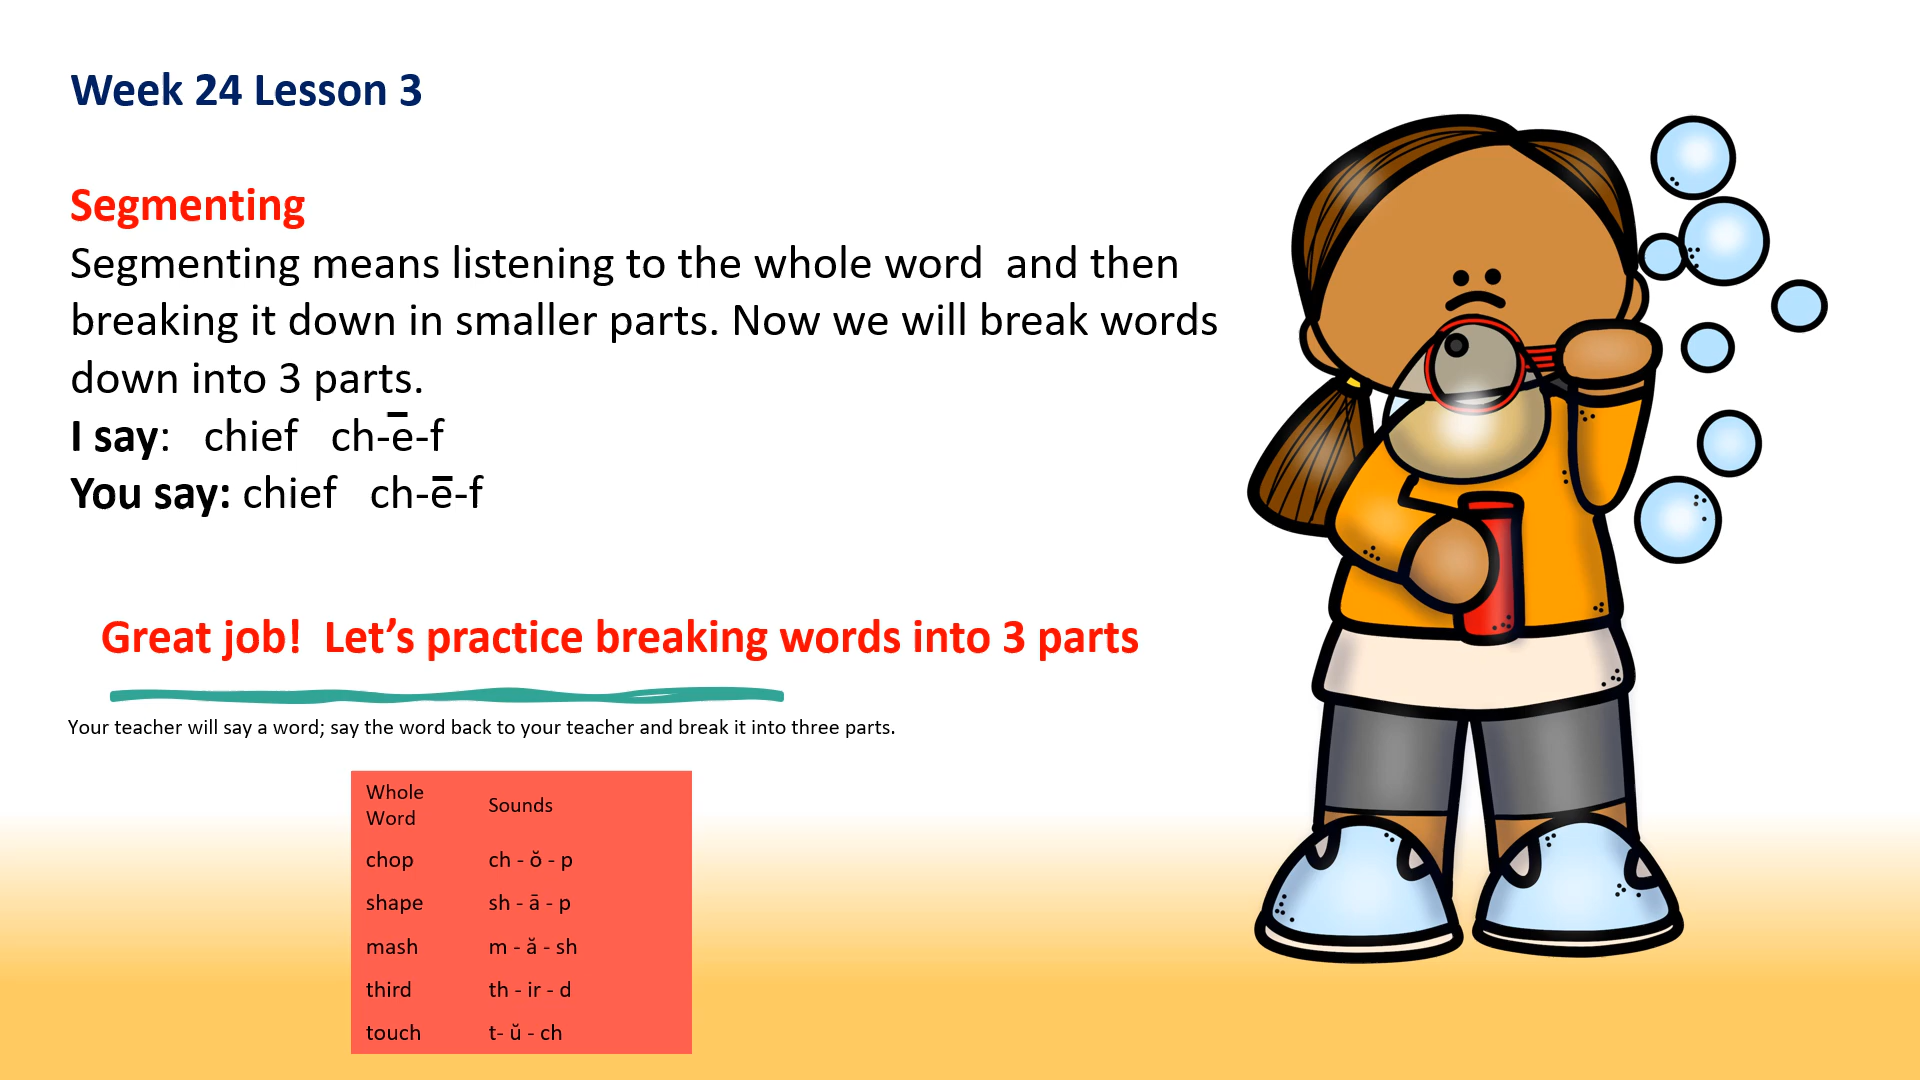 Week 24 Lesson 3
Segmenting
Segmenting means listening to the whole word  and then
breaking it down in smaller parts. Now we will break words
down into 3 parts.
I say:   chief   ch-ē-f
You say: chief   ch-ē-f
Great job!  Let’s practice breaking words into 3 parts
Your teacher will say a word; say the word back to your teacher and break it into three parts.
Whole Word   Sounds
chop   ch - ŏ - p
shape   sh - ā - p
mash   m - ă - sh
third   th - ir - d
touch   t- ŭ - ch